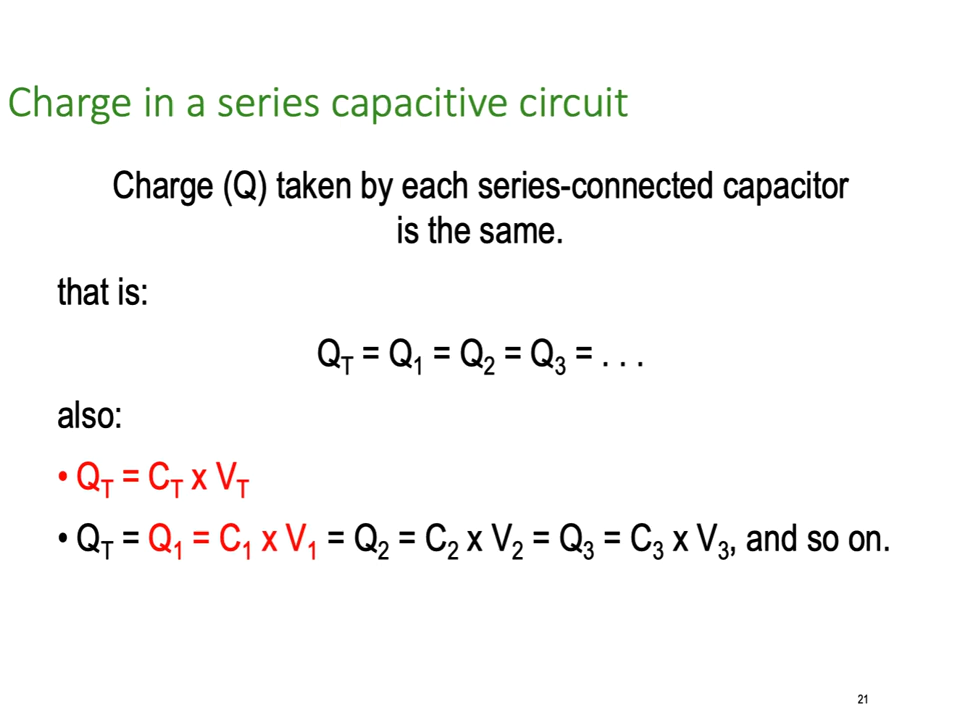 Charge in a series capacitive circuit
Charge (Q) taken by each series-connected capacitor
is the same.
that is:
Q_T = Q_1 = Q_2 = Q_3 = . . .
also:
• Q_T = C_T x V_T
• Q_T = Q_1 = C_1 x V_1 = Q_2 = C_2 x V_2 = Q_3 = C_3 x V_3, and so on.
21